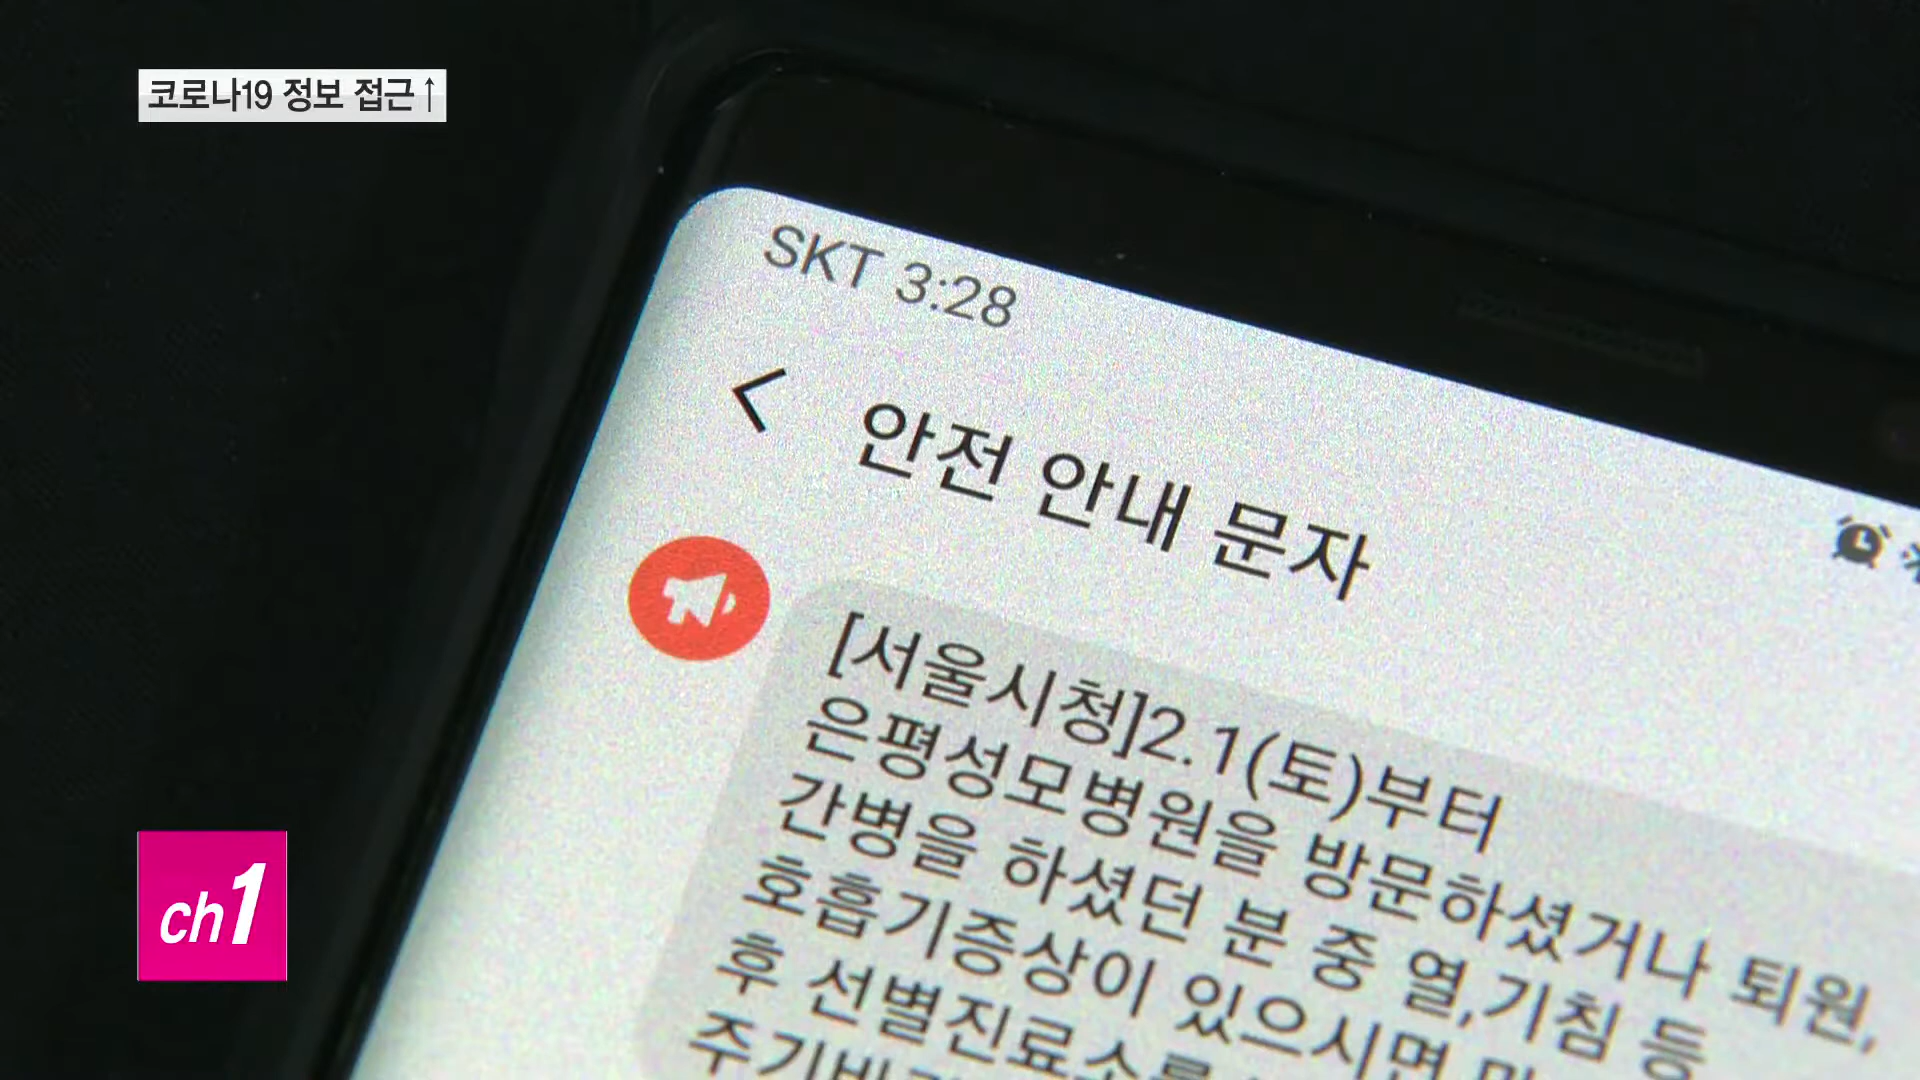 코로나19 정보 접근↑
SKT 3:28
안전 안내 문자
[서울시청]2.1(토)부터
은평성모병원을 방문하셨거나 퇴원,
간병을 하셨던 분 중 열,기침 등
호흡기증상이 있으시면
후 선별진료소를
ch1